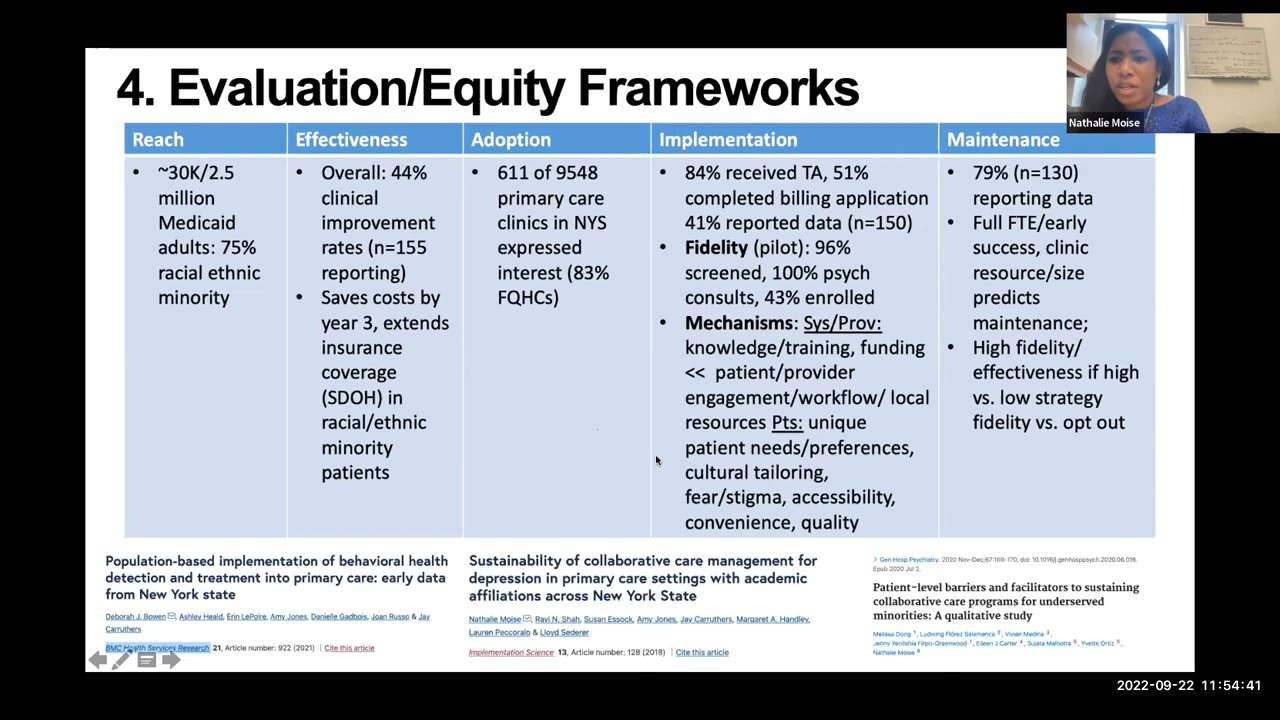 4. Evaluation/Equity Frameworks
Nathalie Moise
Reach
~30K/2.5
million
Medicaid
adults: 75%
racial ethnic
minority
Effectiveness
Overall: 44%
clinical
improvement
rates (n=155
reporting)
Saves costs by
year 3, extends
insurance
coverage
(SDOH) in
racial/ethnic
minority
patients
Adoption
611 of 9548
primary care
clinics in NYS
expressed
interest (83%
FQHCs)
Implementation
84% received TA, 51%
completed billing application
41% reported data (n=150)
Fidelity (pilot): 96%
screened, 100% psych
consults, 43% enrolled
Mechanisms: Sys/Prov:
knowledge/training, funding
<< patient/provider
engagement/workflow/ local
resources Pts: unique
patient needs/preferences,
cultural tailoring,
fear/stigma, accessibility,
convenience, quality
Maintenance
79% (n=130)
reporting data
Full FTE/early
success, clinic
resource/size
predicts
maintenance;
High fidelity/
effectiveness if high
vs. low strategy
fidelity vs. opt out
Population-based implementation of behavioral health
detection and treatment into primary care: early data
from New York state
Deborah J. Bowen, Ashley Heald, Erin LePoire, Amy Jones, Danielle Gadbois, Joan Russo & Jay
Carruthers
BMC Health Services Research 21, Article number: 922 (2021) | Cite this article
Sustainability of collaborative care management for
depression in primary care settings with academic
affiliations across New York State
Nathalie Moise, Ravi N. Shah, Susan Essock, Amy Jones, Jay Carruthers, Margaret A. Handley,
Lauren Peccoralo & Lloyd Sederer
Implementation Science 13, Article number: 128 (2018) | Cite this article
> Gen Hosp Psychiatry. 2020 Nov-Dec;67:169-170. doi: 10.1016/j.genhosppsych.2020.06.016.
Epub 2020 Jul 2.
Patient-level barriers and facilitators to sustaining
collaborative care programs for underserved
minorities: A qualitative study
Melissa Dong 1, Ludwing Flórez Salamanca 2, Vivian Medina 3,
Jenny Yenilshia Firpo-Greenwood 1, Eileen J Carter 4, Sujata Malhotra 5, Yvette Ortiz 5,
Nathalie Moise 6
2022-09-22 11:54:41